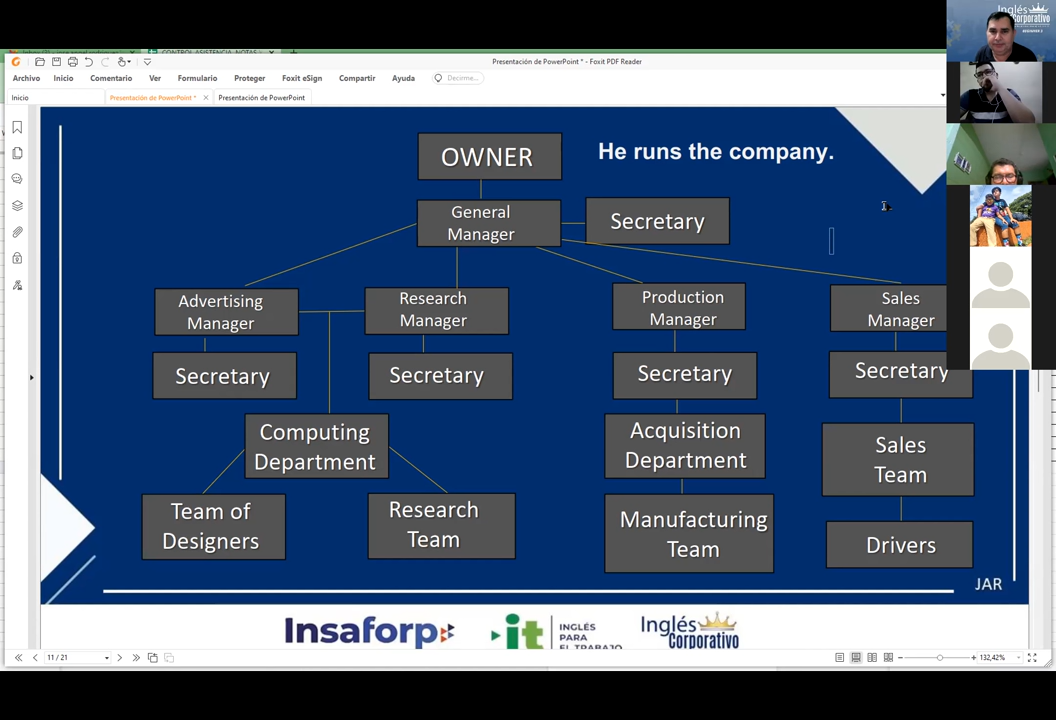 Inglés
Corporativo
CONTROL ASISTENCIA_NOTAS
Presentación de PowerPoint * - Foxit PDF Reader
Archivo Inicio Comentario Ver Formulario Proteger Foxit eSign Compartir Ayuda Decirme...
Inicio Presentación de PowerPoint * Presentación de PowerPoint
OWNER
He runs the company.
General
Manager
Secretary
Advertising
Manager
Research
Manager
Production
Manager
Sales
Manager
Secretary
Secretary
Secretary
Secretary
Computing
Department
Acquisition
Department
Sales
Team
Team of
Designers
Research
Team
Manufacturing
Team
Drivers
JAR
Insaforp
it
INGLÉS
PARA
EL TRABAJO
Inglés
Corporativo
11 / 21
132,42%